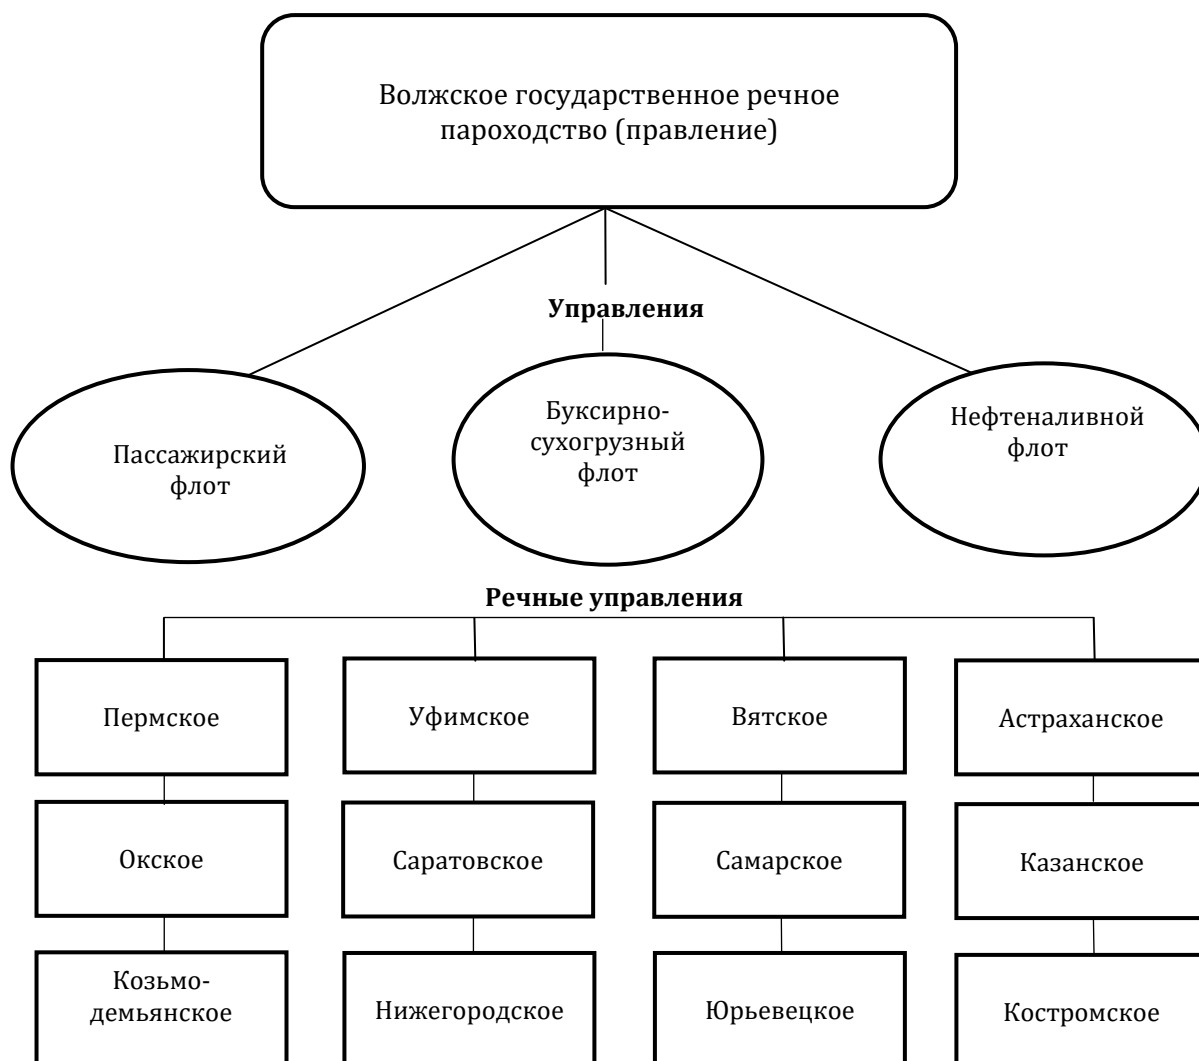 Волжское государственное речное
пароходство (правление)
Управления
Пассажирский
флот
Буксирно-
сухогрузный
флот
Нефтеналивной
флот
Речные управления
Пермское
Уфимское
Вятское
Астраханское
Окское
Саратовское
Самарское
Казанское
Козьмо-
демьянское
Нижегородское
Юрьевецкое
Костромское